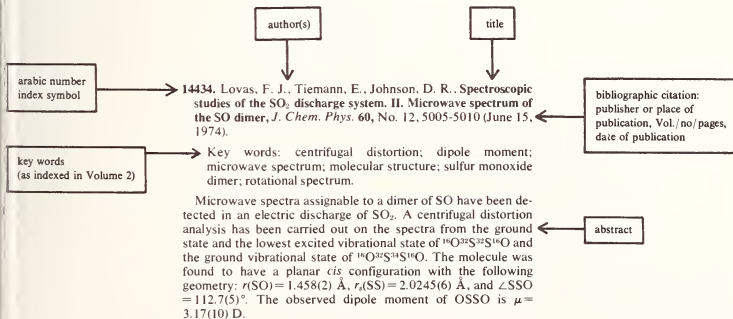 author(s)
title
arabic number
index symbol
14434. Lovas, F. J., Tiemann, E., Johnson, D. R., Spectroscopic
studies of the SO₂ discharge system. II. Microwave spectrum of
the SO dimer, J. Chem. Phys. 60, No. 12, 5005-5010 (June 15,
1974).
bibliographic citation:
publisher or place of
publication, Vol./no/pages,
date of publication
key words
(as indexed in Volume 2)
Key words: centrifugal distortion; dipole moment;
microwave spectrum; molecular structure; sulfur monoxide
dimer; rotational spectrum.
Microwave spectra assignable to a dimer of SO have been de-
tected in an electric discharge of SO₂. A centrifugal distortion
analysis has been carried out on the spectra from the ground
state and the lowest excited vibrational state of ¹⁶O³²S³²S¹⁶O and
the ground vibrational state of ¹⁶O³²S³⁴S¹⁶O. The molecule was
found to have a planar cis configuration with the following
geometry: r(SO)= 1.458(2) Å, rₛ(SS)= 2.0245(6) Å, and ∠SSO
= 112.7(5)°. The observed dipole moment of OSSO is μ=
3.17(10) D.
abstract